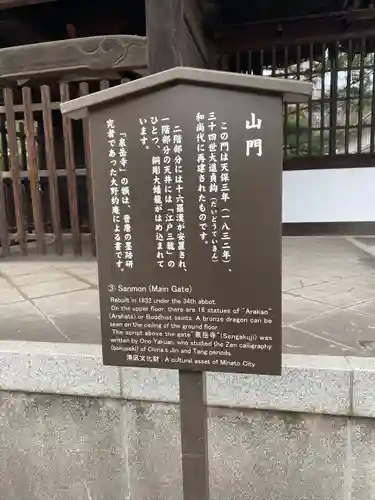 山門
この門は天保三年(一八三二年)、
三十四世大道貞鈞(だいどうていきん)
和尚代に再建されたものです。
二階部分には十六羅漢が安置され、
一階部分の天井には「江戸三龍」の
ひとつ、銅彫大蟠龍がはめ込まれて
います。
「泉岳寺」の額は、晋唐の墨跡研
究者であった大野約庵による書です。
③ Sanmon (Main Gate)
Rebuilt in 1832 under the 34th abbot.
On the upper floor, there are 16 statues of "Arakan"
(Arahats) or Buddhist saints. A bronze dragon can be
seen on the ceiling of the ground floor.
The script above the gate"泉岳寺"(Sengakuji) was
written by Ono Yakuan, who studied the Zen calligraphy
(bokuseki) of China's Jin and Tang periods.
港区文化財 : A cultural asset of Minato City